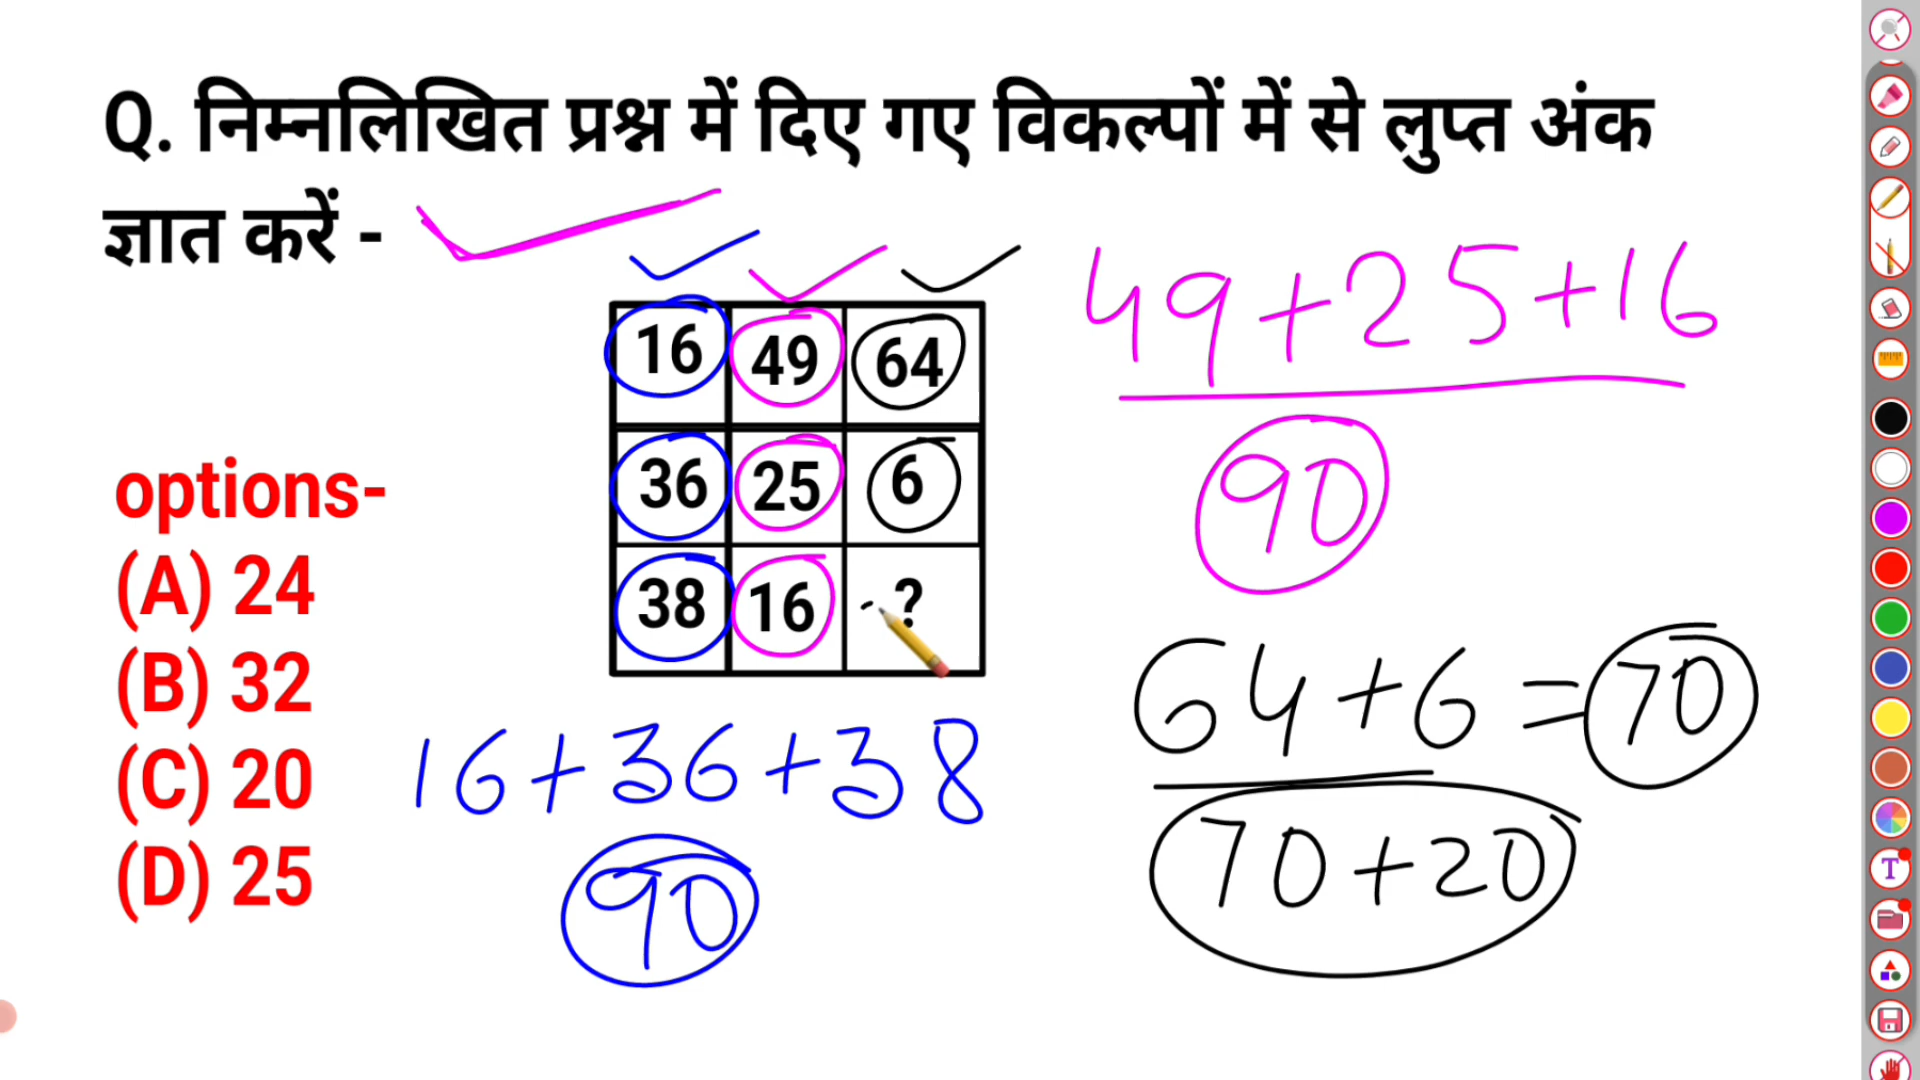 Q. निम्नलिखित प्रश्न में दिए गए विकल्पों में से लुप्त अंक
ज्ञात करें -
49+25+16
90
16 49 64
36 25 6
38 16 ?
options-
(A) 24
(B) 32
(C) 20
(D) 25
16+36+38
90
64+6=70
70+20
T